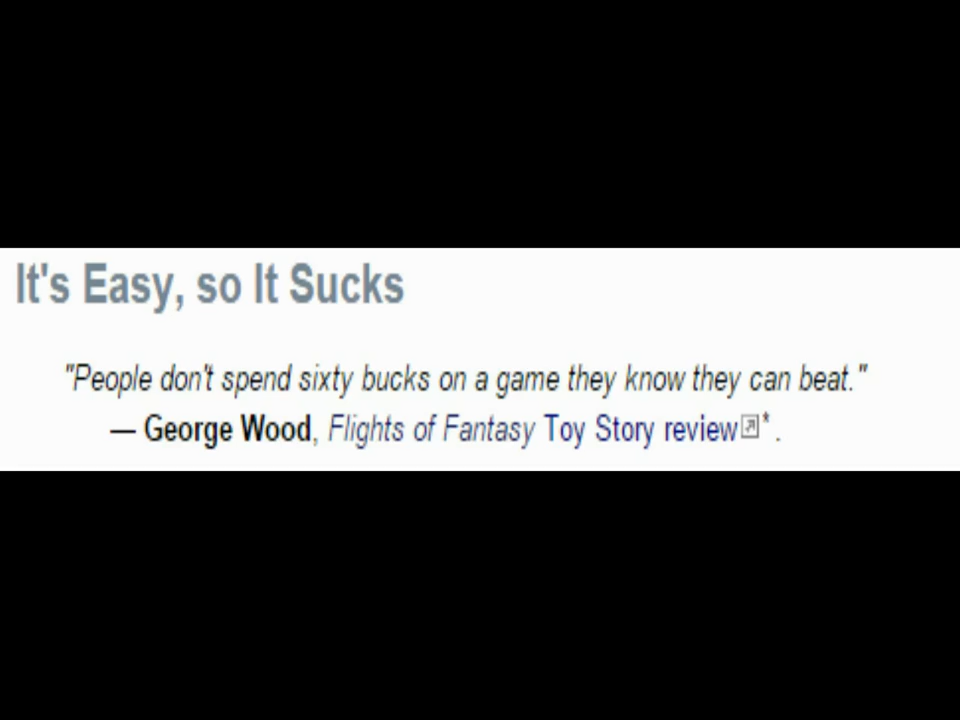 It's Easy, so It Sucks
"People don't spend sixty bucks on a game they know they can beat."
— George Wood, Flights of Fantasy Toy Story review* .